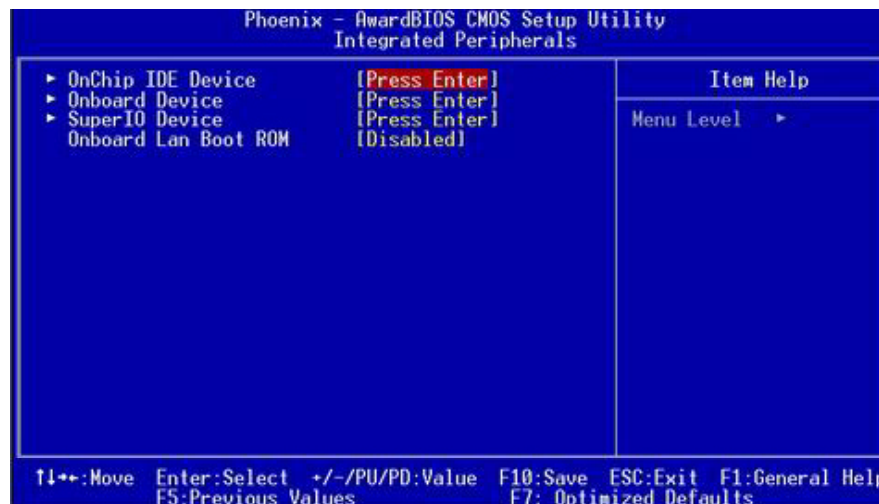 Phoenix - AwardBIOS CMOS Setup Utility
Integrated Peripherals
► OnChip IDE Device [Press Enter]
► Onboard Device [Press Enter]
► SuperIO Device [Press Enter]
Onboard Lan Boot ROM [Disabled]
Item Help
Menu Level ►
↑↓→←:Move Enter:Select +/-/PU/PD:Value F10:Save ESC:Exit F1:General Help
F5:Previous Values F7: Optimized Defaults